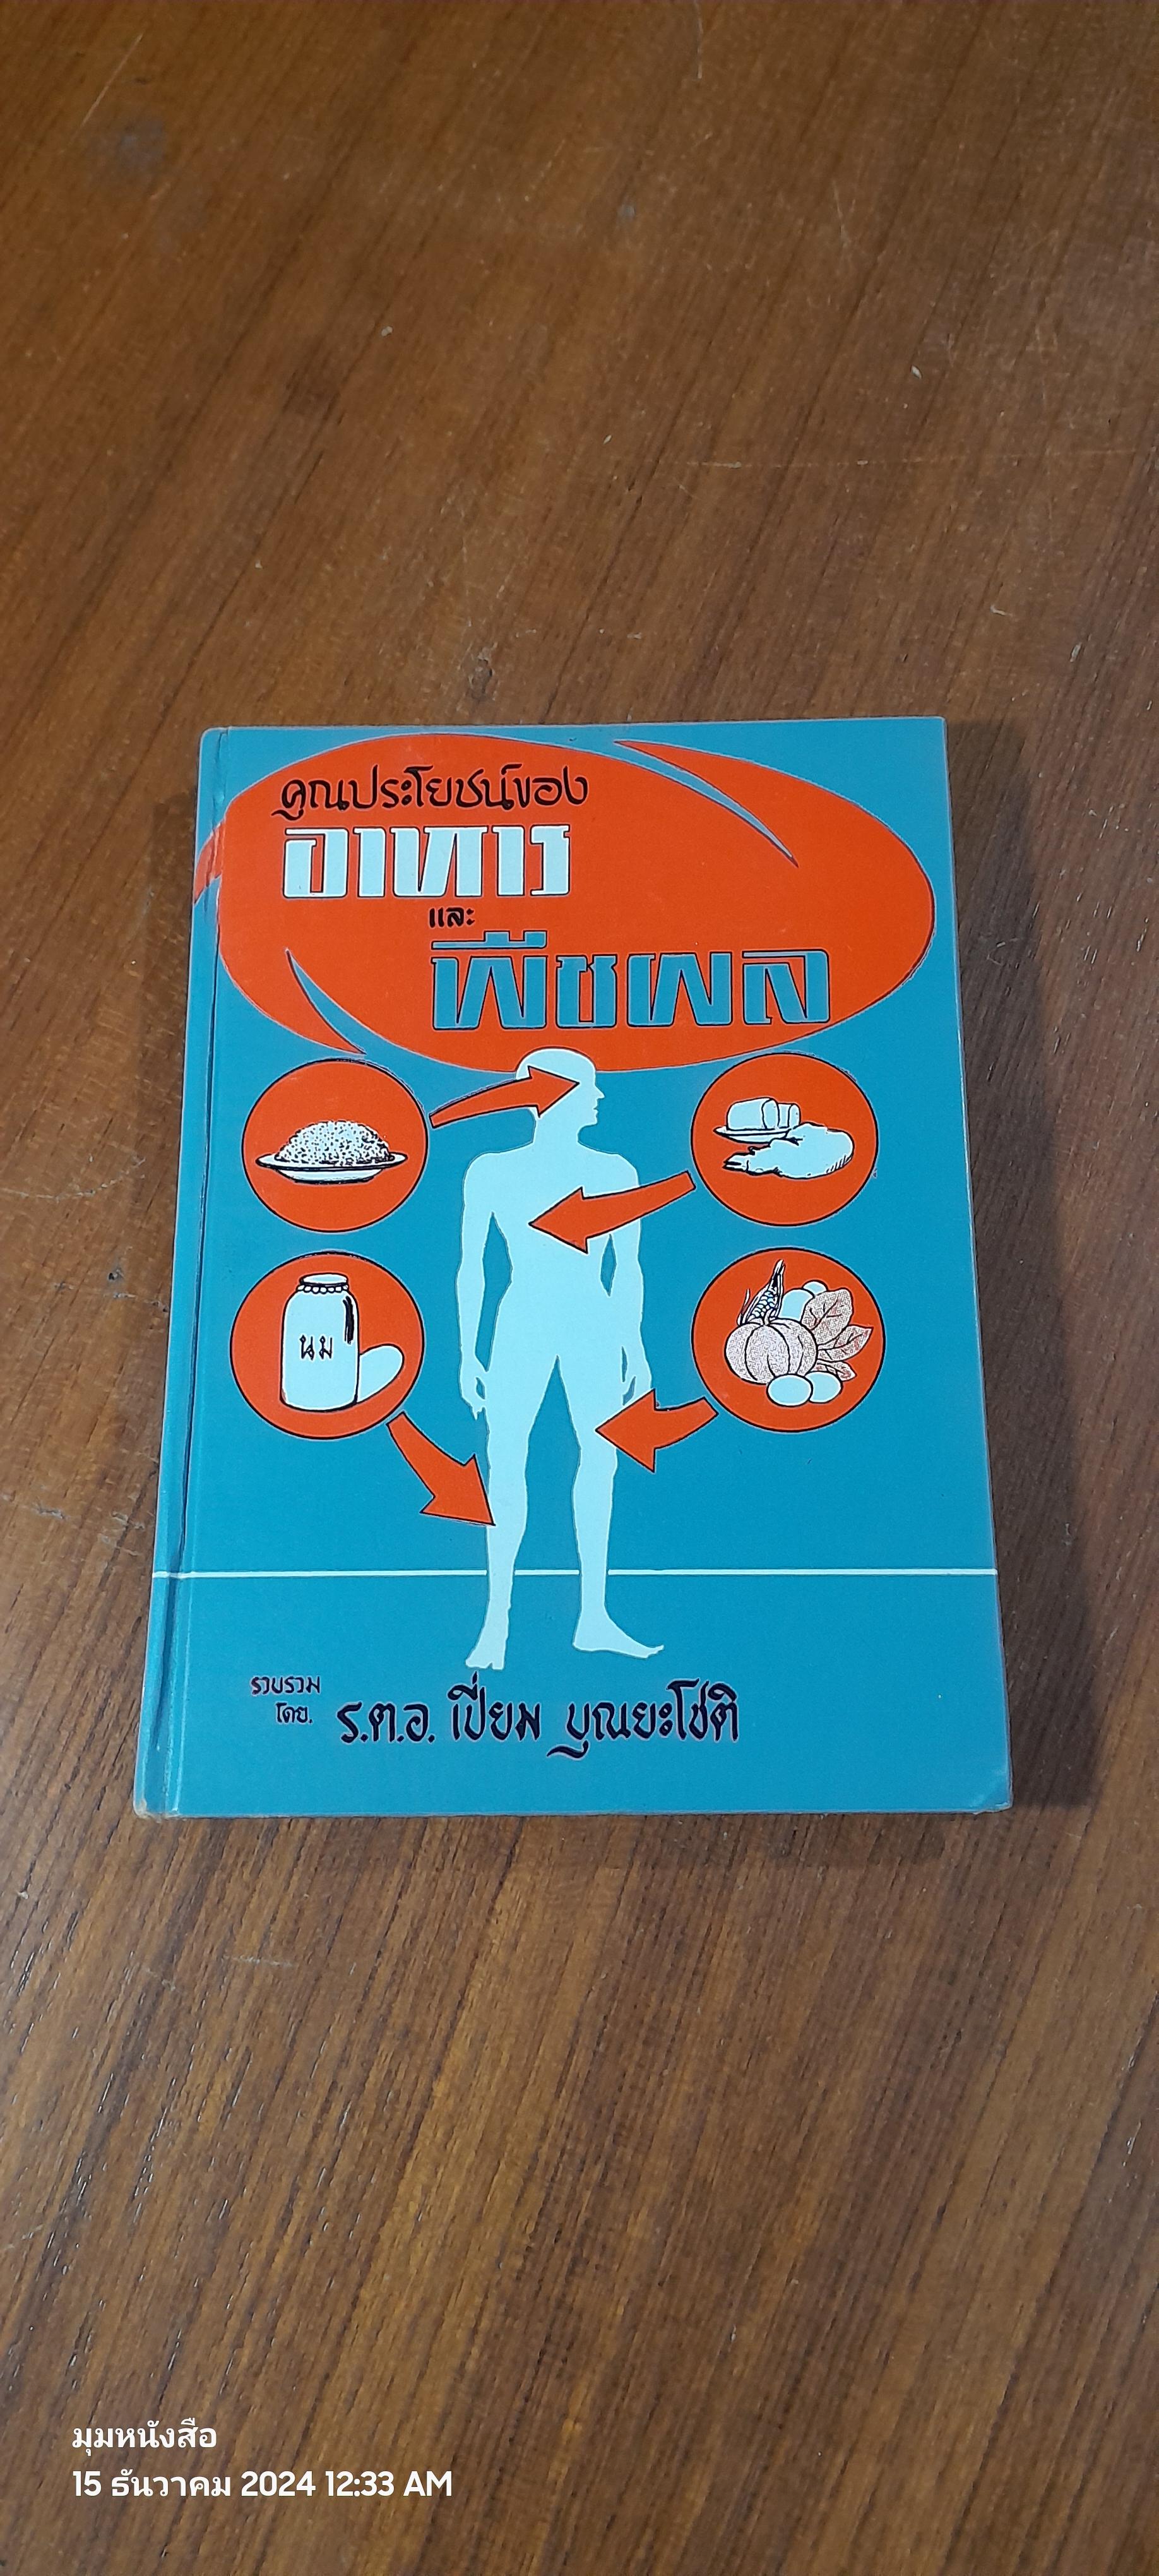 คุณประโยชน์ของ
อาหาร
และ
พืชผล
นม
รวบรวม
โดย.
ร.ต.อ. เปี่ยม บุณยะโชติ
มุมหนังสือ
15 ธันวาคม 2024 12:33 AM